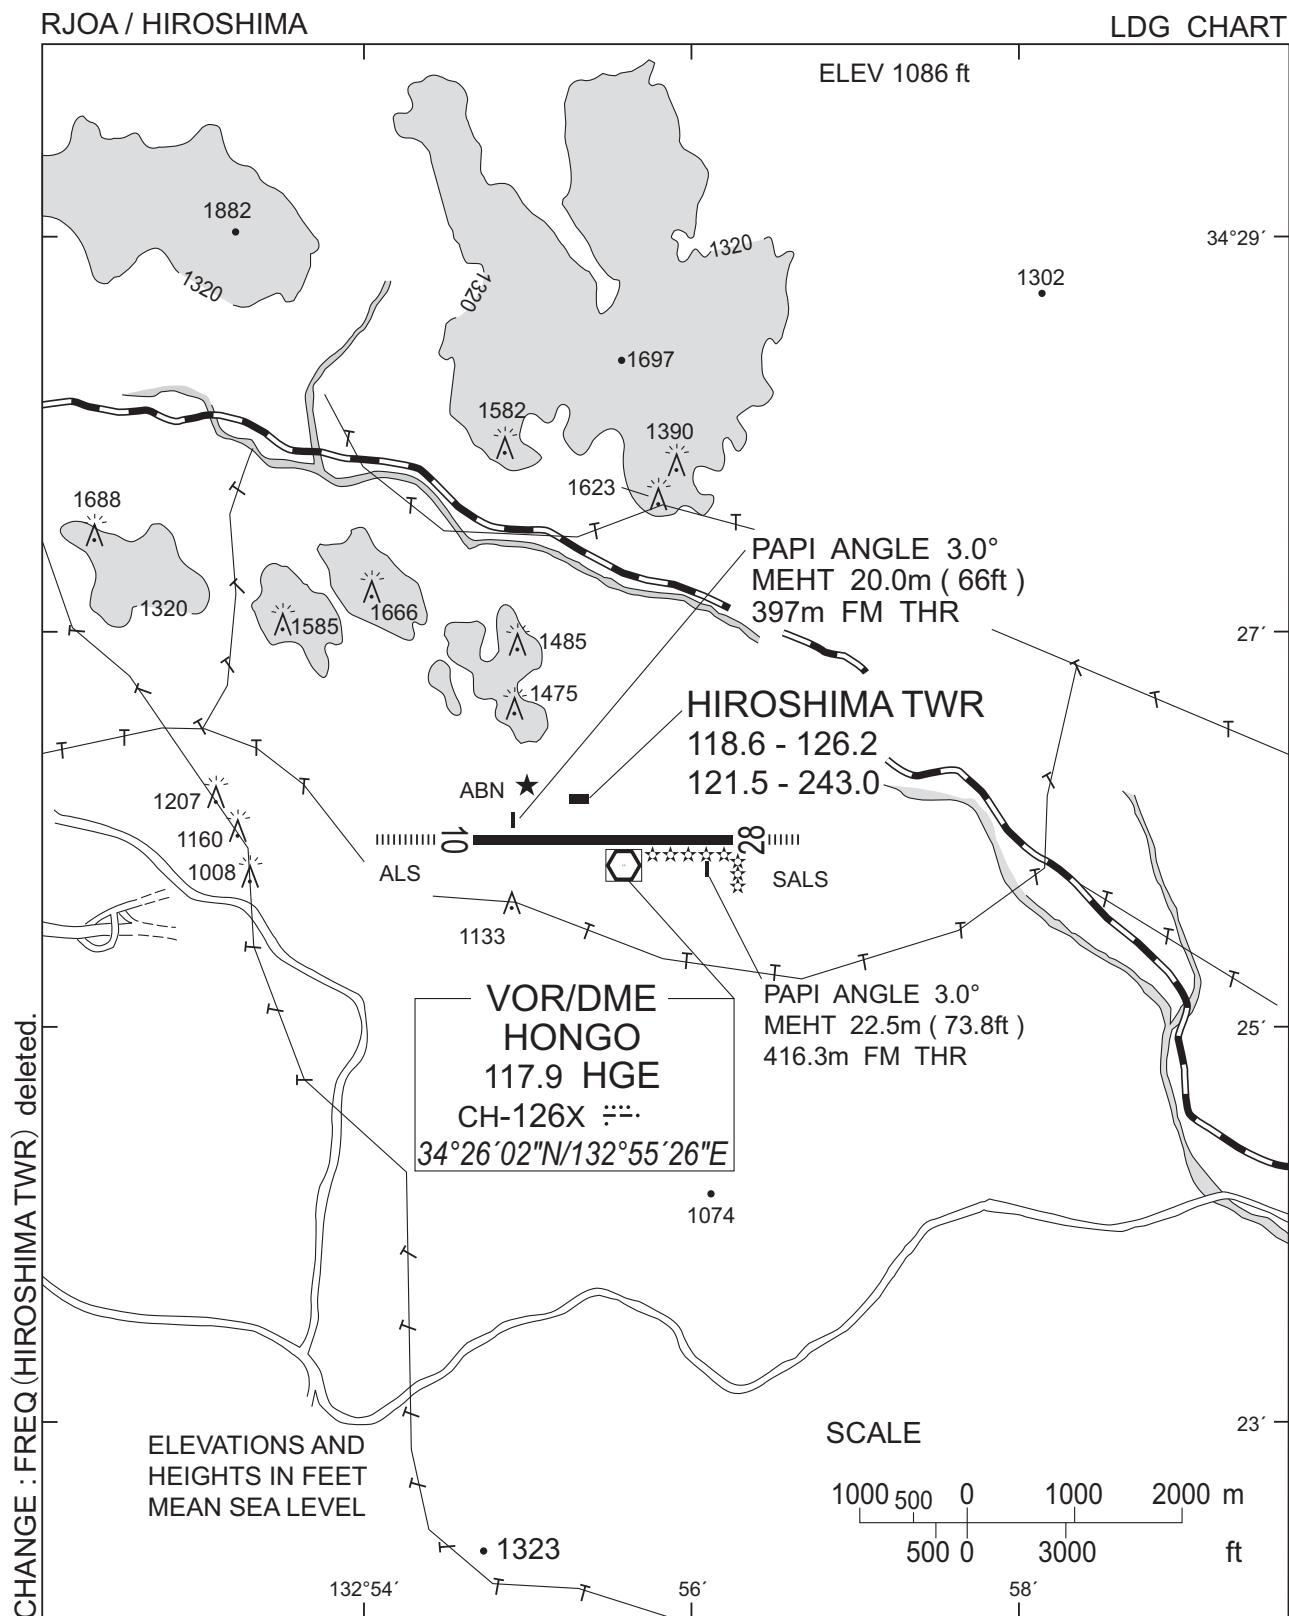 RJOA / HIROSHIMA
LDG CHART
ELEV 1086 ft
1882
1320
1320
1320
34°29´
1302
1697
1582
1390
1623
1688
1320
1585
1666
1485
1475
PAPI ANGLE 3.0°
MEHT 20.0m ( 66ft )
397m FM THR
27´
HIROSHIMA TWR
118.6 - 126.2
121.5 - 243.0
ABN
1207
1160
1008
10
28
ALS
SALS
1133
VOR/DME
HONGO
117.9 HGE
CH-126X
34°26´02"N/132°55´26"E
PAPI ANGLE 3.0°
MEHT 22.5m ( 73.8ft )
416.3m FM THR
25´
1074
CHANGE : FREQ (HIROSHIMA TWR) deleted.
23´
ELEVATIONS AND
HEIGHTS IN FEET
MEAN SEA LEVEL
SCALE
1000 500 0 1000 2000 m
500 0 3000 ft
1323
132°54´
56´
58´